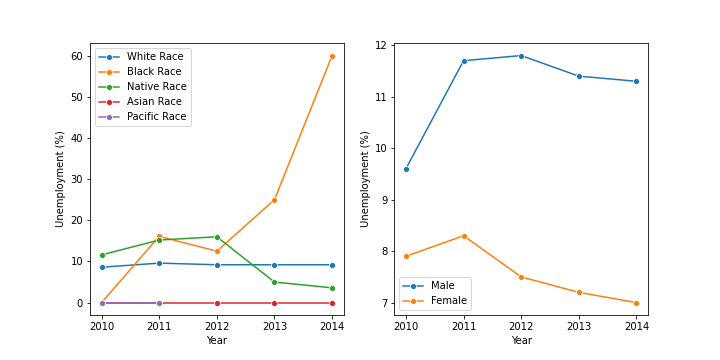 60
50
40
30
20
10
0
Unemployment (%)
White Race
Black Race
Native Race
Asian Race
Pacific Race
2010 2011 2012 2013 2014
Year
12
11
10
9
8
7
Unemployment (%)
Male
Female
2010 2011 2012 2013 2014
Year